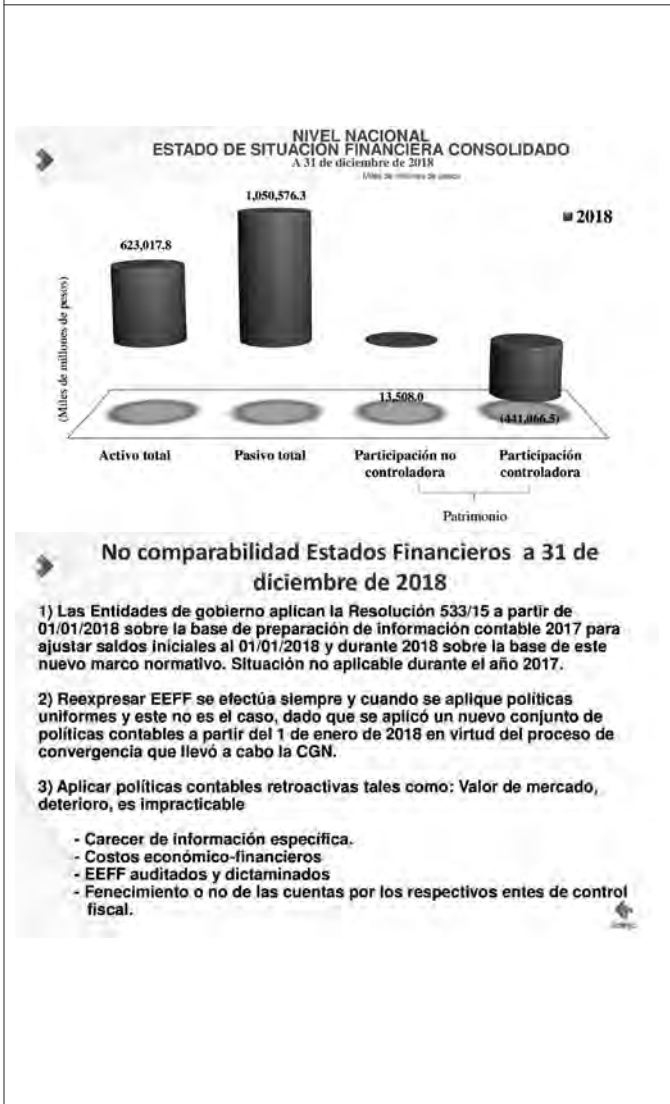 NIVEL NACIONAL
ESTADO DE SITUACIÓN FINANCIERA CONSOLIDADO
A 31 de diciembre de 2018
Miles de millones de pesos
1,050,576.3
2018
623,017.8
(Miles de millones de pesos)
13,508.0
(441,066.5)
Activo total
Pasivo total
Participación no
controladora
Participación
controladora
Patrimonio
No comparabilidad Estados Financieros a 31 de
diciembre de 2018
1) Las Entidades de gobierno aplican la Resolución 533/15 a partir de
01/01/2018 sobre la base de preparación de información contable 2017 para
ajustar saldos iniciales al 01/01/2018 y durante 2018 sobre la base de este
nuevo marco normativo. Situación no aplicable durante el año 2017.
2) Reexpresar EEFF se efectúa siempre y cuando se aplique políticas
uniformes y este no es el caso, dado que se aplicó un nuevo conjunto de
políticas contables a partir del 1 de enero de 2018 en virtud del proceso de
convergencia que llevó a cabo la CGN.
3) Aplicar políticas contables retroactivas tales como: Valor de mercado,
deterioro, es impracticable
- Carecer de información específica.
- Costos económico-financieros
- EEFF auditados y dictaminados
- Fenecimiento o no de las cuentas por los respectivos entes de control
fiscal.